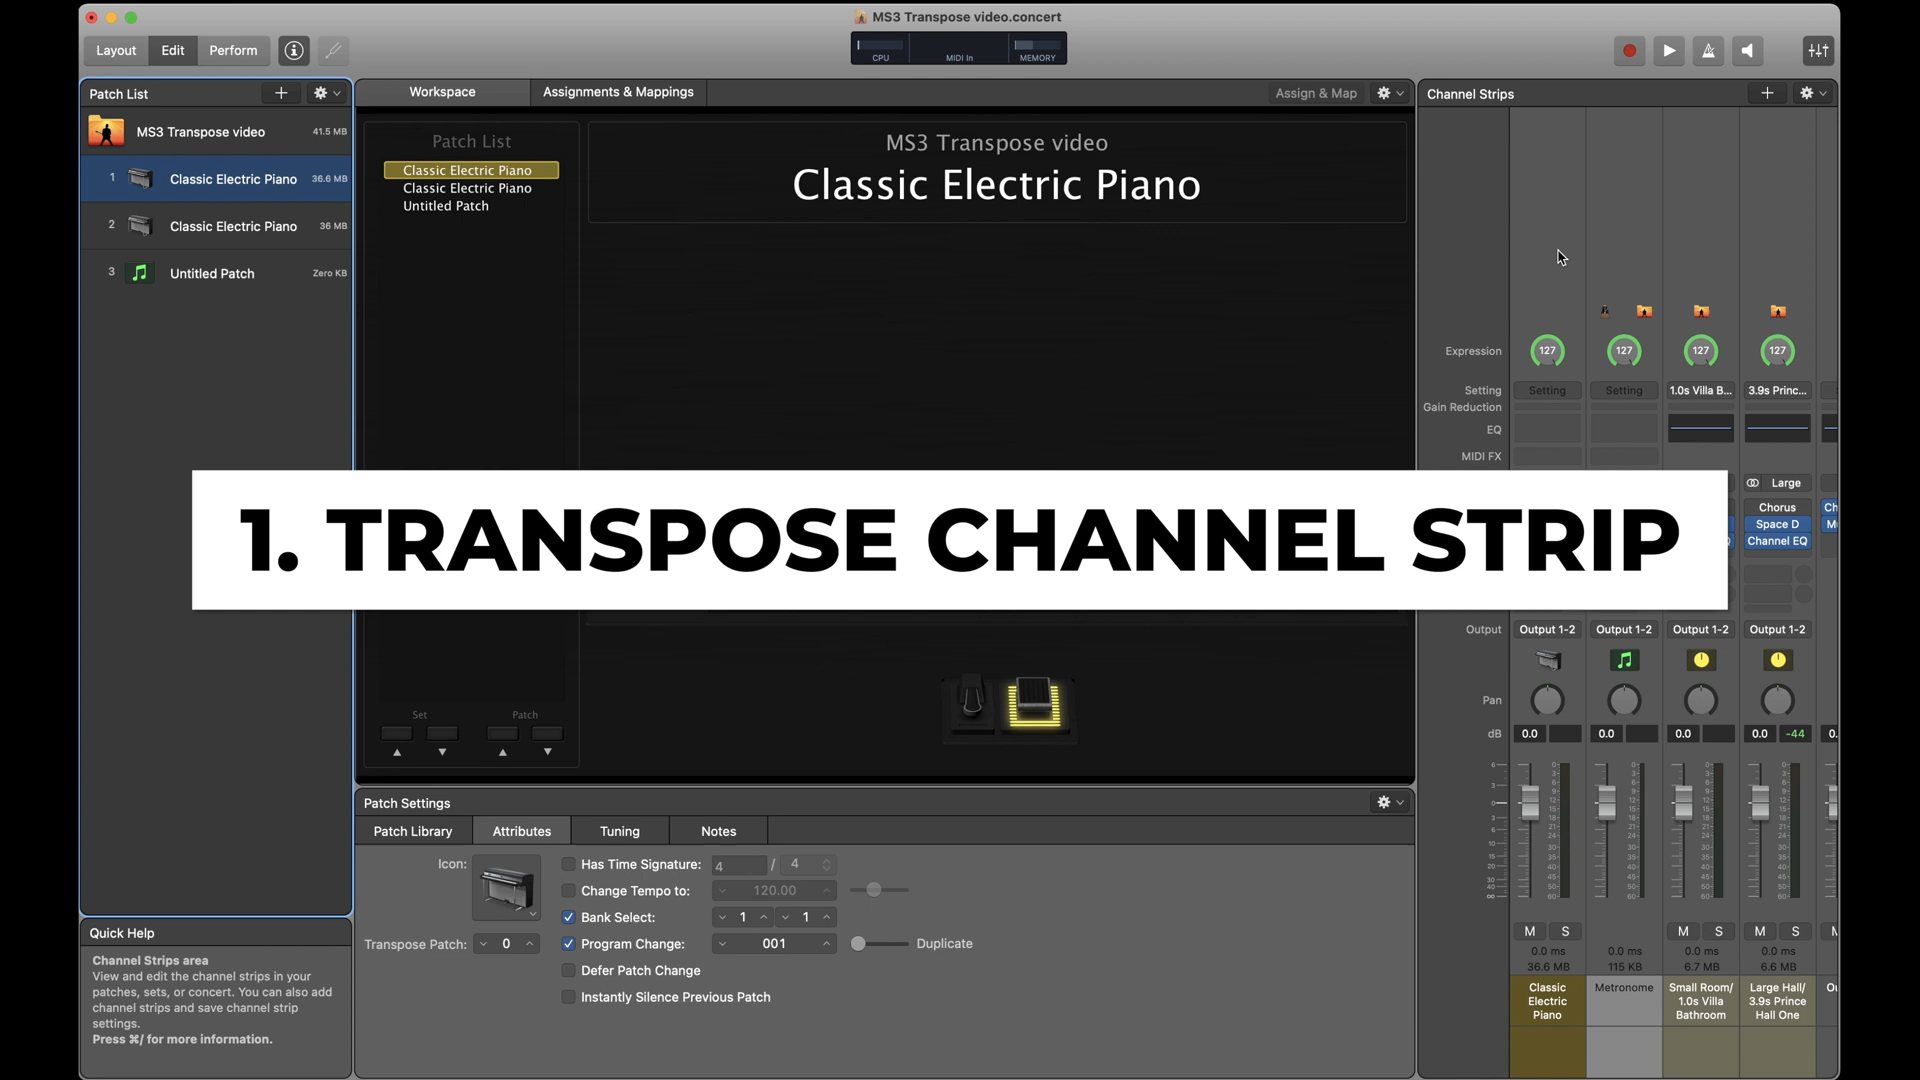 MS3 Transpose video.concert
Layout Edit Perform
CPU MIDI In MEMORY
Patch List
MS3 Transpose video 41.5 MB
1 Classic Electric Piano 36.6 MB
2 Classic Electric Piano 36 MB
3 Untitled Patch Zero KB
Workspace Assignments & Mappings Assign & Map
Patch List
Classic Electric Piano
Classic Electric Piano
Untitled Patch
MS3 Transpose video
Classic Electric Piano
1. TRANSPOSE CHANNEL STRIP
Set Patch
Channel Strips
Expression 127 127 127 127
Setting Setting Setting 1.0s Villa B... 3.9s Princ...
Gain Reduction
EQ
MIDI FX
Large
Chorus
Space D
Channel EQ
Output Output 1-2 Output 1-2 Output 1-2 Output 1-2
Pan
dB 0.0 0.0 0.0 0.0 -44
M S M S M S
0.0 ms 0.0 ms 0.0 ms 0.0 ms
36.6 MB 115 KB 6.7 MB 6.6 MB
Classic Electric Piano
Metronome
Small Room/ 1.0s Villa Bathroom
Large Hall/ 3.9s Prince Hall One
Patch Settings
Patch Library Attributes Tuning Notes
Icon:
Transpose Patch: 0
Has Time Signature: 4 / 4
Change Tempo to: 120.00
Bank Select: 1 1
Program Change: 001 Duplicate
Defer Patch Change
Instantly Silence Previous Patch
Quick Help
Channel Strips area
View and edit the channel strips in your
patches, sets, or concert. You can also add
channel strips and save channel strip
settings.
Press ⌘/ for more information.